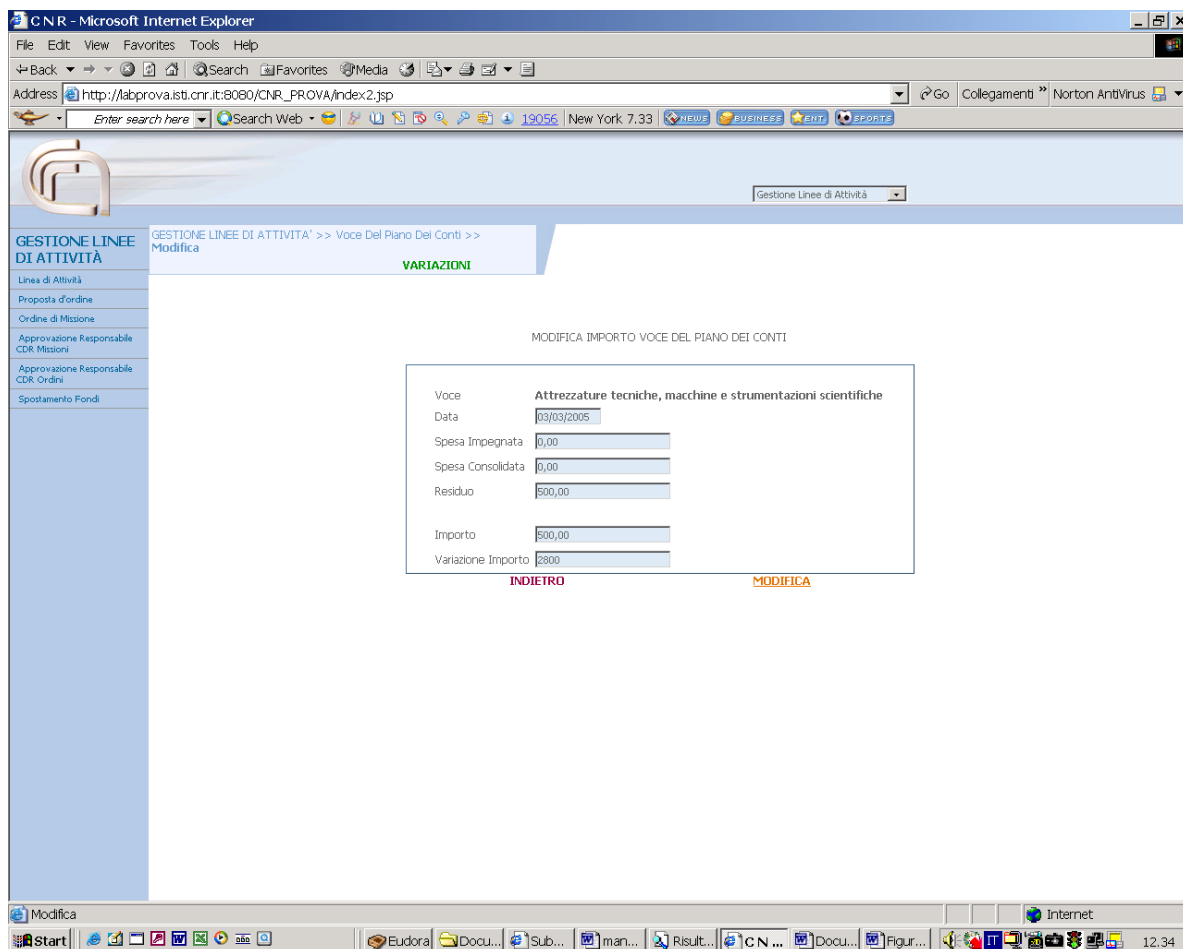 C N R - Microsoft Internet Explorer
File Edit View Favorites Tools Help
Back Search Favorites Media
Address http://labprova.isti.cnr.it:8080/CNR_PROVA/index2.jsp Go Collegamenti » Norton AntiVirus
Enter search here Search Web 19056 New York 7.33 NEWS BUSINESS ENT. SPORTS
Gestione Linee di Attività
GESTIONE LINEE DI ATTIVITA' >> Voce Del Piano Dei Conti >>
Modifica
VARIAZIONI
GESTIONE LINEE
DI ATTIVITÀ
Linea di Attività
Proposta d'ordine
Ordine di Missione
Approvazione Responsabile
CDR Missioni
Approvazione Responsabile
CDR Ordini
Spostamento Fondi
MODIFICA IMPORTO VOCE DEL PIANO DEI CONTI
Voce Attrezzature tecniche, macchine e strumentazioni scientifiche
Data 03/03/2005
Spesa Impegnata 0,00
Spesa Consolidata 0,00
Residuo 500,00
Importo 500,00
Variazione Importo 2800
INDIETRO MODIFICA
Modifica Internet
Start Eudora Docu... Sub... man... Risult... C N ... Docu... Figur... IT 12.34